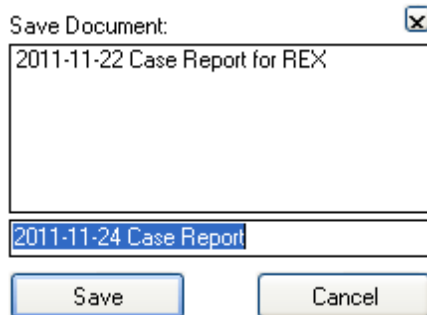 Save Document:
2011-11-22 Case Report for REX
2011-11-24 Case Report
Save
Cancel